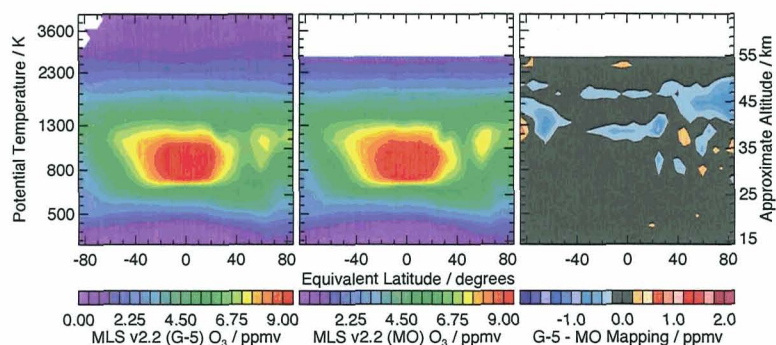 Potential Temperature / K
3600
2300
1300
800
500
55
45
35
25
15
Approximate Altitude / km
-80 -40 0 40 80 -40 0 40 80 -40 0 40 80
Equivalent Latitude / degrees
0.00 2.25 4.50 6.75 9.00 2.25 4.50 6.75 9.00 -1.0 0.0 1.0 2.0
MLS v2.2 (G-5) O3 / ppmv MLS v2.2 (MO) O3 / ppmv G-5 - MO Mapping / ppmv